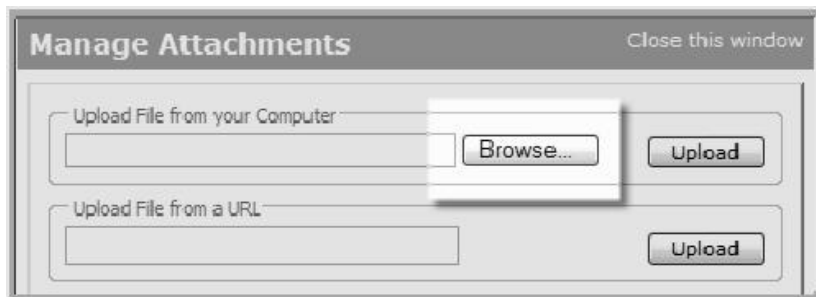 Manage Attachments Close this window
Upload File from your Computer
Browse... Upload
Upload File from a URL
Upload